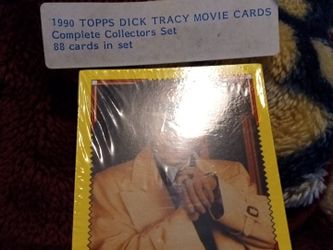 1990 TOPPS DICK TRACY MOVIE CARDS
Complete Collectors Set
88 cards in set